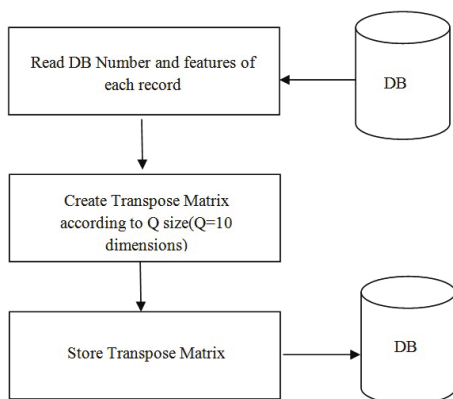 Read DB Number and features of
each record
DB
Create Transpose Matrix
according to Q size(Q=10
dimensions)
Store Transpose Matrix
DB